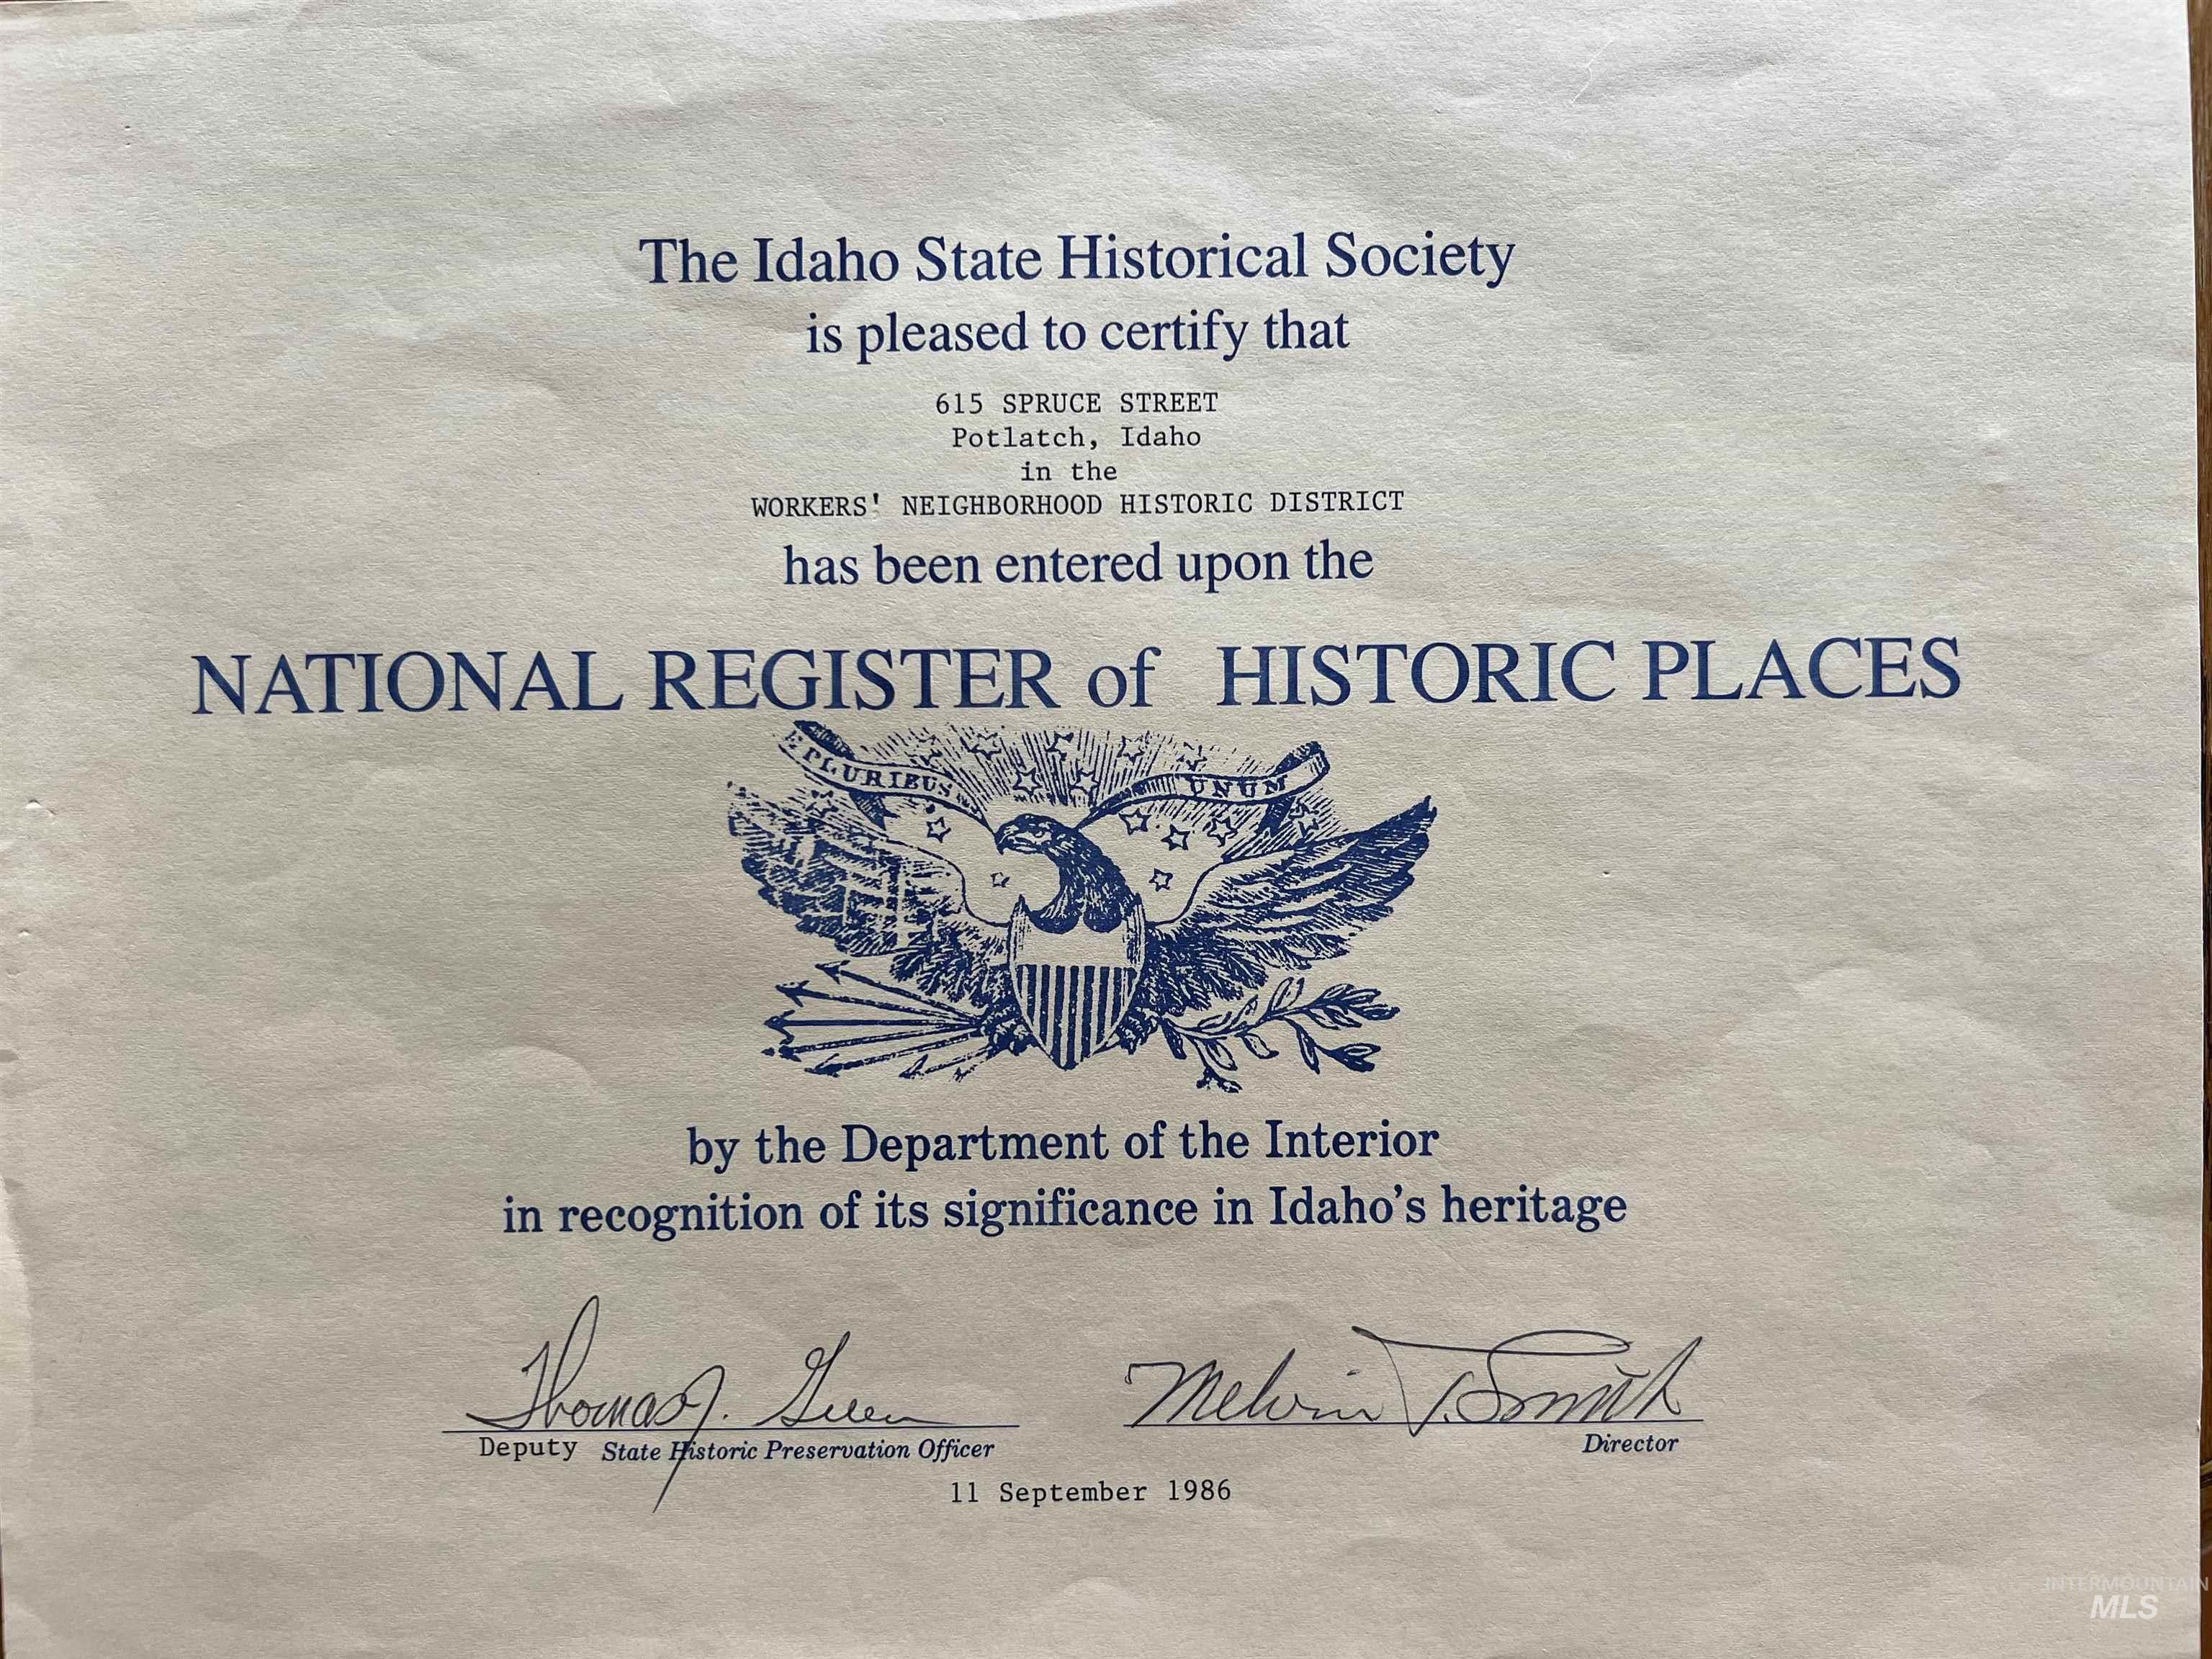 The Idaho State Historical Society
is pleased to certify that
615 SPRUCE STREET
Potlatch, Idaho
in the
WORKERS' NEIGHBORHOOD HISTORIC DISTRICT
has been entered upon the
NATIONAL REGISTER of HISTORIC PLACES
E PLURIBUS UNUM
by the Department of the Interior
in recognition of its significance in Idaho's heritage
Thomas J. Green Melvin T. Smith
Deputy State Historic Preservation Officer Director
11 September 1986
INTERMOUNTAIN
MLS